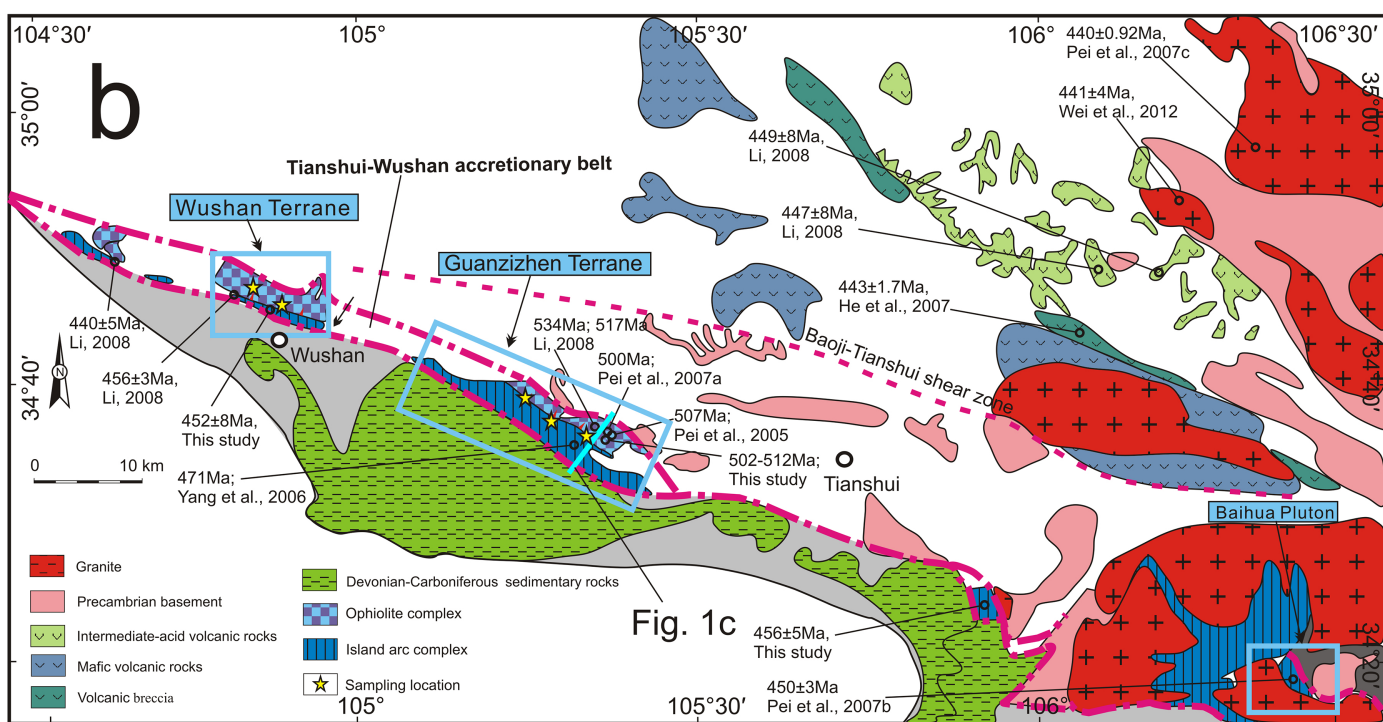 104°30′
105°
105°30′
106°
106°30′
b
35°00′
34°40′
35°00′
34°40′
34°20′
440±0.92Ma,
Pei et al., 2007c
441±4Ma,
Wei et al., 2012
449±8Ma,
Li, 2008
447±8Ma,
Li, 2008
443±1.7Ma,
He et al., 2007
Tianshui-Wushan accretionary belt
Wushan Terrane
Guanzizhen Terrane
Baoji-Tianshui shear zone
534Ma; 517Ma
Li, 2008
500Ma;
Pei et al., 2007a
507Ma;
Pei et al., 2005
502-512Ma;
This study
440±5Ma;
Li, 2008
456±3Ma,
Li, 2008
452±8Ma,
This study
471Ma;
Yang et al., 2006
Wushan
Tianshui
N
0 10 km
Baihua Pluton
Fig. 1c
456±5Ma,
This study
450±3Ma
Pei et al., 2007b
Granite
Precambrian basement
Intermediate-acid volcanic rocks
Mafic volcanic rocks
Volcanic breccia
Devonian-Carboniferous sedimentary rocks
Ophiolite complex
Island arc complex
Sampling location
105°
105°30′
106°
106°30′